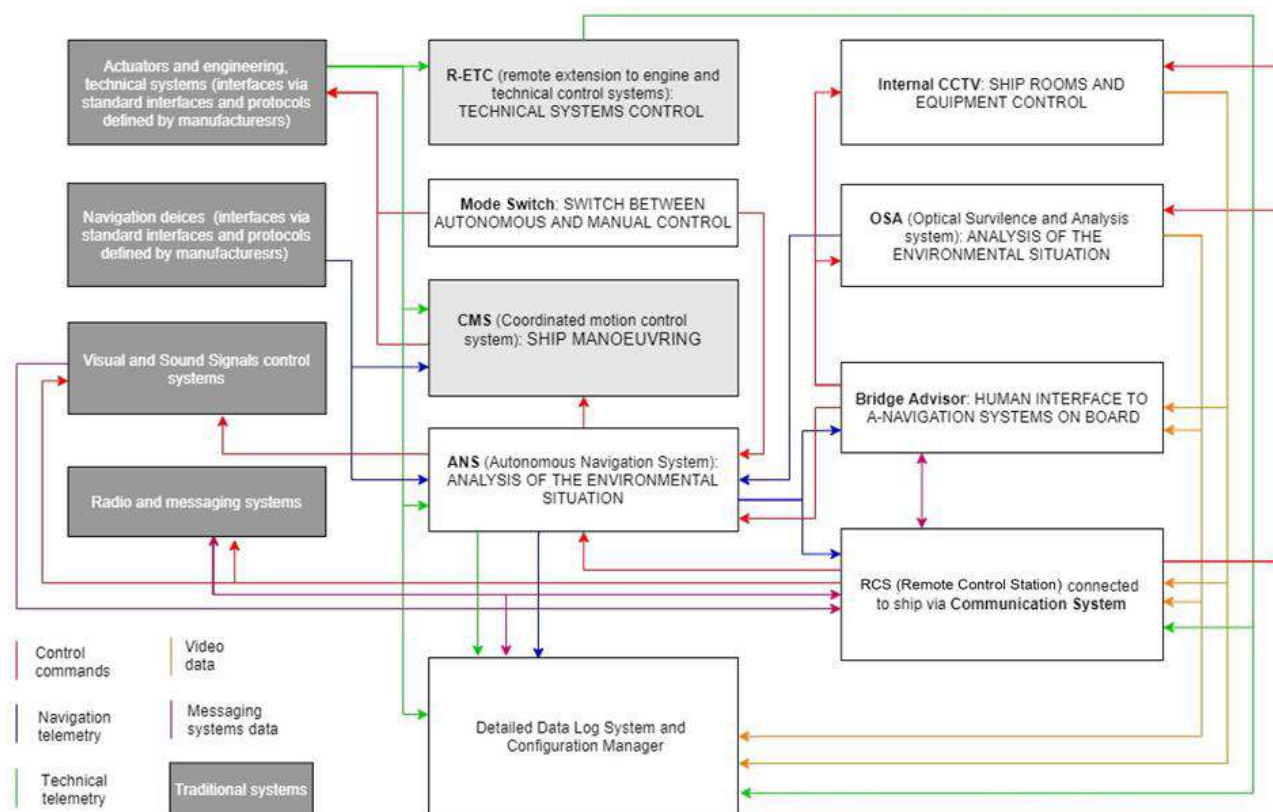 Actuators and engineering,
technical systems (interfaces via
standard interfaces and protocols
defined by manufacturesrs)
R-ETC (remote extension to engine and
technical control systems):
TECHNICAL SYSTEMS CONTROL
Internal CCTV: SHIP ROOMS AND
EQUIPMENT CONTROL
Navigation deices (interfaces via
standard interfaces and protocols
defined by manufacturesrs)
Mode Switch: SWITCH BETWEEN
AUTONOMOUS AND MANUAL CONTROL
OSA (Optical Survilence and Analysis
system): ANALYSIS OF THE
ENVIRONMENTAL SITUATION
Visual and Sound Signals control
systems
CMS (Coordinated motion control
system): SHIP MANOEUVRING
Bridge Advisor: HUMAN INTERFACE TO
A-NAVIGATION SYSTEMS ON BOARD
Radio and messaging systems
ANS (Autonomous Navigation System):
ANALYSIS OF THE ENVIRONMENTAL
SITUATION
RCS (Remote Control Station) connected
to ship via Communication System
Detailed Data Log System and
Configuration Manager
Control
commands
Video
data
Navigation
telemetry
Messaging
systems data
Technical
telemetry
Traditional systems